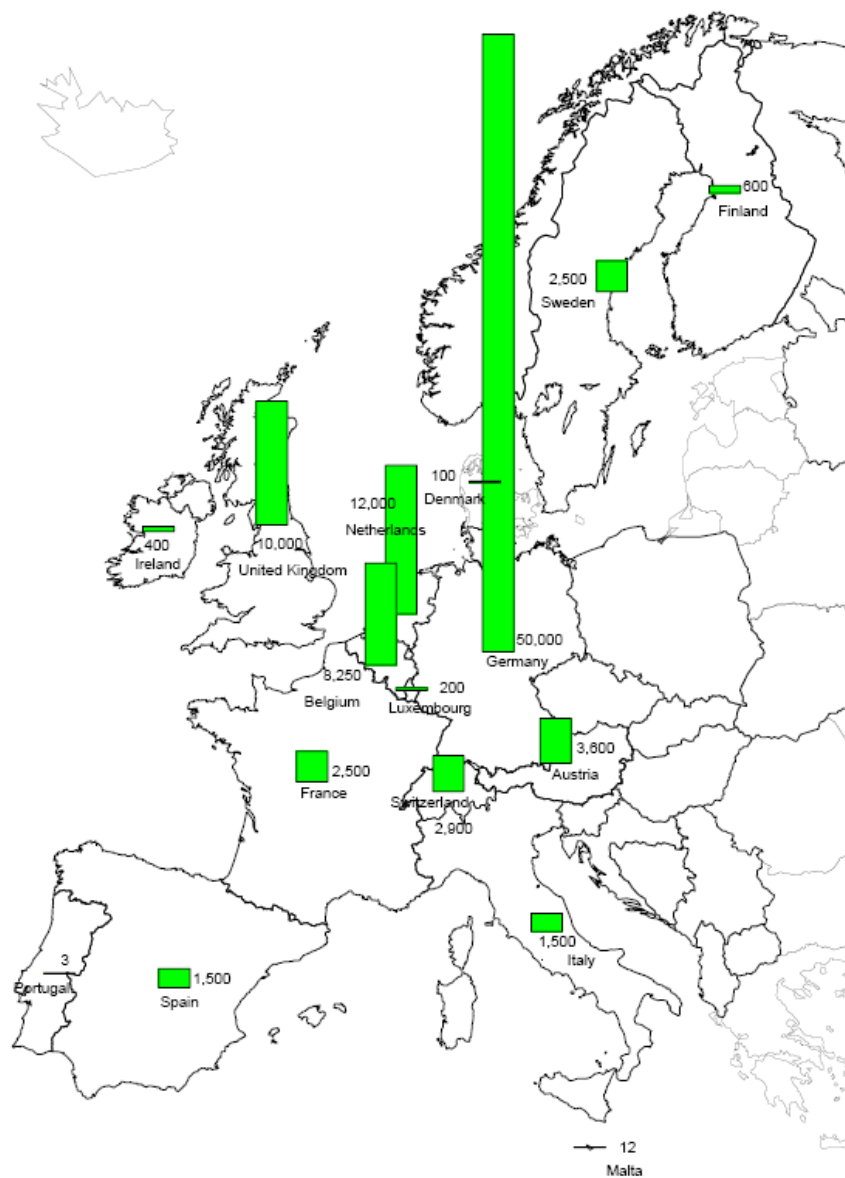 600
Finland
2,500
Sweden
100
Denmark
12,000
Netherlands
400
Ireland
10,000
United Kingdom
50,000
Germany
8,250
Belgium
200
Luxembourg
3,600
Austria
2,500
France
Switzerland
2,900
1,500
Italy
3
Portugal
1,500
Spain
12
Malta